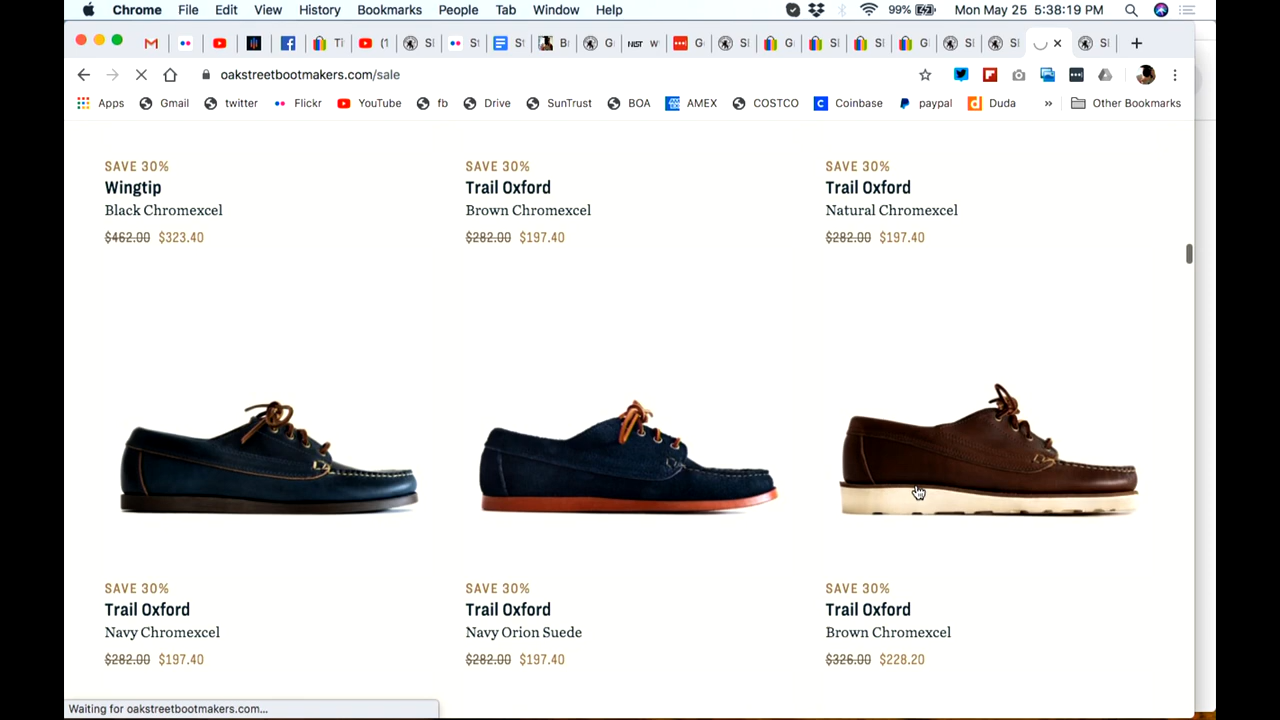 Chrome File Edit View History Bookmarks People Tab Window Help 99% Mon May 25 5:38:19 PM
oakstreetbootmakers.com/sale
Apps Gmail twitter Flickr YouTube fb Drive SunTrust BOA AMEX COSTCO Coinbase paypal Duda » Other Bookmarks
SAVE 30% SAVE 30% SAVE 30%
Wingtip Trail Oxford Trail Oxford
Black Chromexcel Brown Chromexcel Natural Chromexcel
$462.00 $323.40 $282.00 $197.40 $282.00 $197.40
SAVE 30% SAVE 30% SAVE 30%
Trail Oxford Trail Oxford Trail Oxford
Navy Chromexcel Navy Orion Suede Brown Chromexcel
$282.00 $197.40 $282.00 $197.40 $326.00 $228.20
Waiting for oakstreetbootmakers.com...